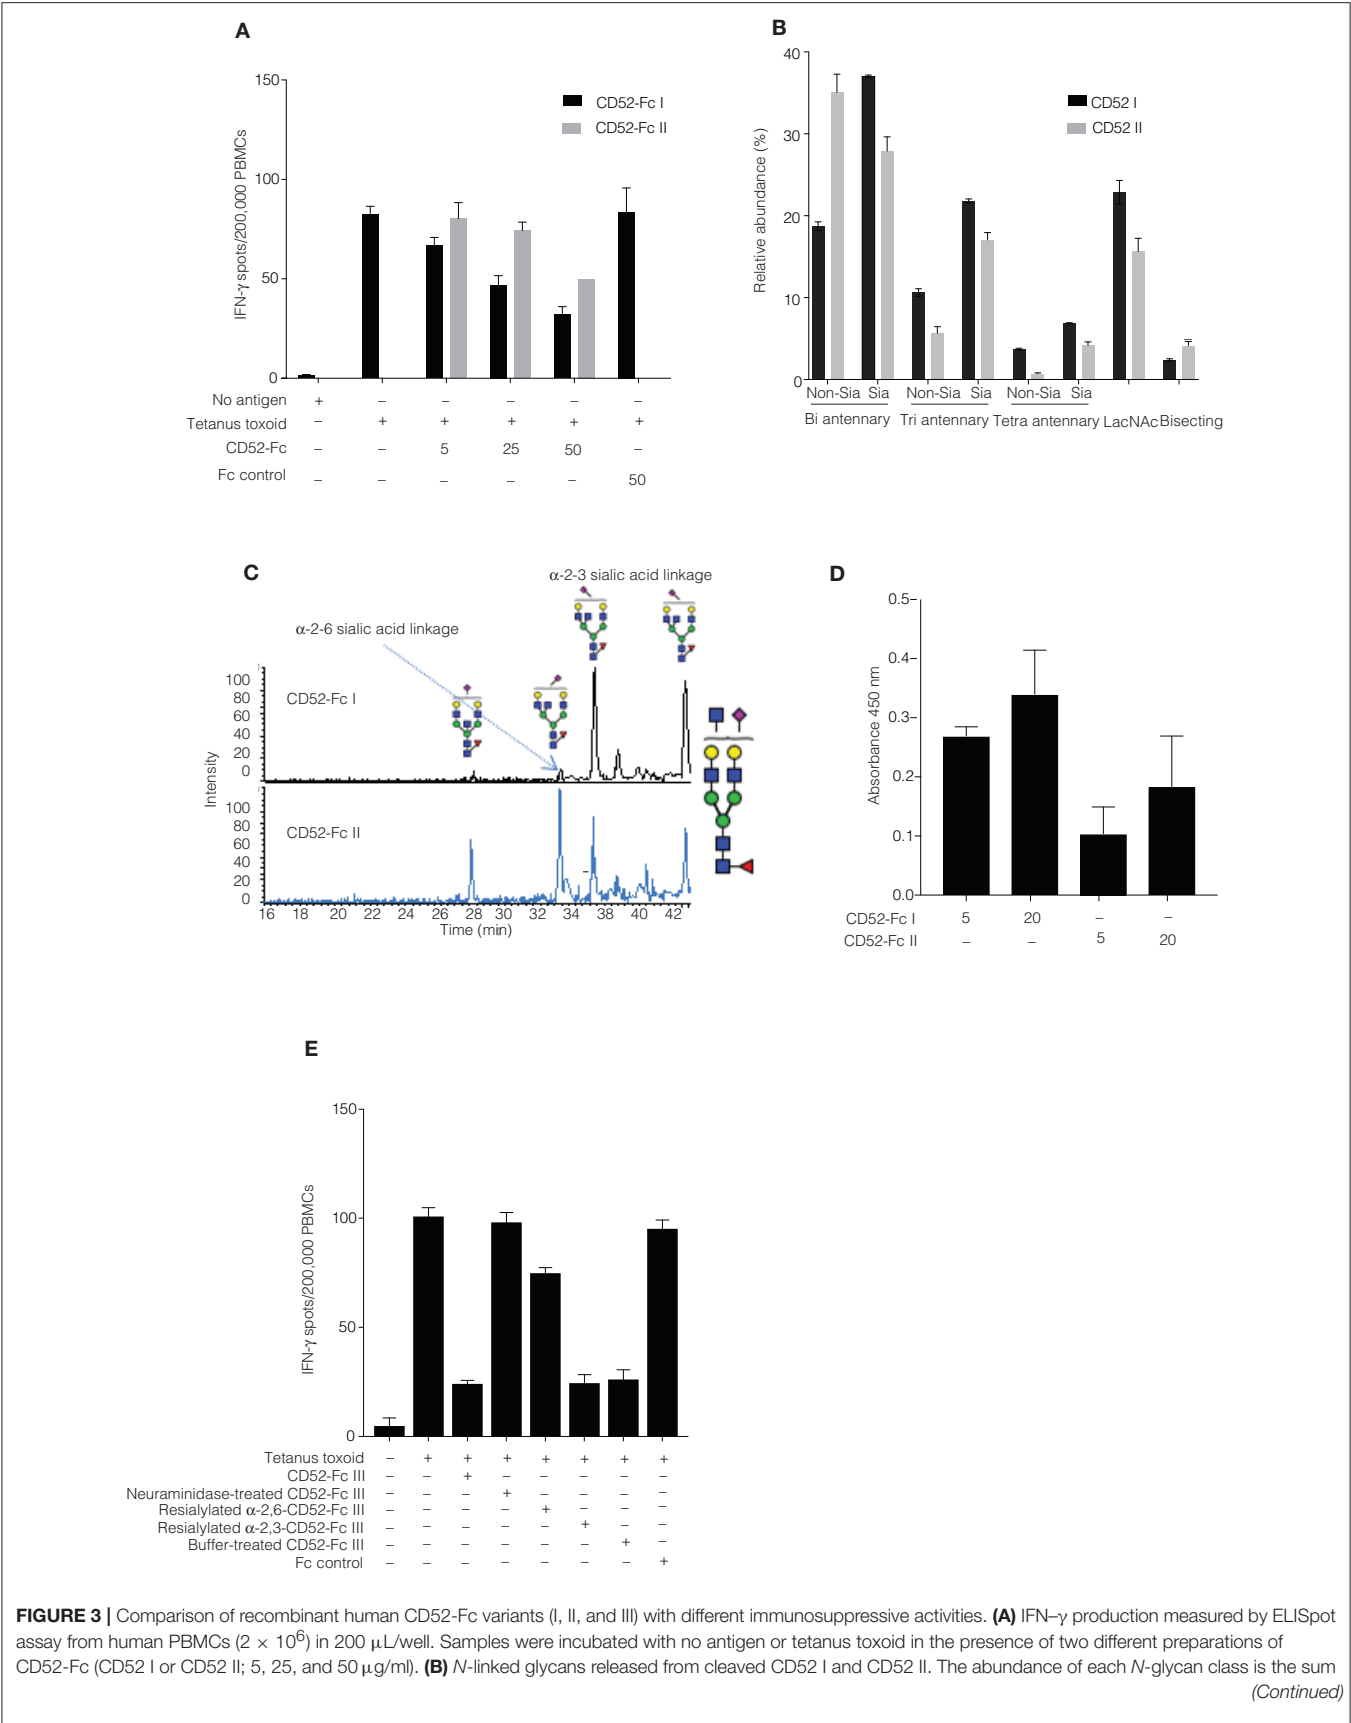 A
150
100
50
0
IFN-γ spots/200,000 PBMCs
CD52-Fc I
CD52-Fc II
No antigen + – – – – –
Tetanus toxoid – + + + + +
CD52-Fc – – 5 25 50 –
Fc control – – – – – 50
B
40
30
20
10
0
Relative abundance (%)
CD52 I
CD52 II
Non-Sia Sia Non-Sia Sia Non-Sia Sia
Bi antennary Tri antennary Tetra antennary LacNAc Bisecting
C
α-2-3 sialic acid linkage
α-2-6 sialic acid linkage
CD52-Fc I
100
80
60
40
20
0
Intensity
CD52-Fc II
100
80
60
40
20
0
16 18 20 22 24 26 28 30 32 34 38 40 42
Time (min)
D
0.5
0.4
0.3
0.2
0.1
0.0
Absorbance 450 nm
CD52-Fc I 5 20 – –
CD52-Fc II – – 5 20
E
150
100
50
0
IFN-γ spots/200,000 PBMCs
Tetanus toxoid – + + + + + + +
CD52-Fc III – – + – – – – –
Neuraminidase-treated CD52-Fc III – – – + – – – –
Resialylated α-2,6-CD52-Fc III – – – – + – – –
Resialylated α-2,3-CD52-Fc III – – – – – + – –
Buffer-treated CD52-Fc III – – – – – – + –
Fc control – – – – – – – +
FIGURE 3 | Comparison of recombinant human CD52-Fc variants (I, II, and III) with different immunosuppressive activities. (A) IFN–γ production measured by ELISpot
assay from human PBMCs (2 × 10⁶) in 200 μL/well. Samples were incubated with no antigen or tetanus toxoid in the presence of two different preparations of
CD52-Fc (CD52 I or CD52 II; 5, 25, and 50 μg/ml). (B) N-linked glycans released from cleaved CD52 I and CD52 II. The abundance of each N-glycan class is the sum
(Continued)